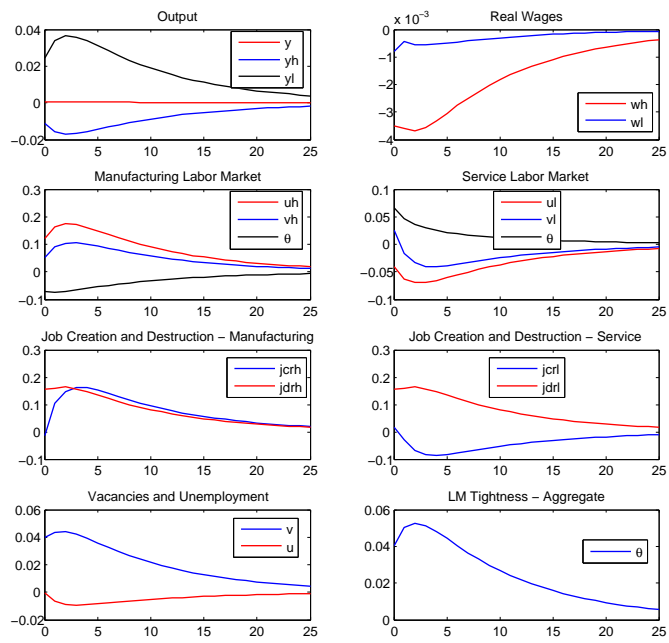 Output
0.04
0.02
0
−0.02
0 5 10 15 20 25
y
yh
yl
Real Wages
x 10
−3
0
−1
−2
−3
−4
0 5 10 15 20 25
wh
wl
Manufacturing Labor Market
0.3
0.2
0.1
0
−0.1
0 5 10 15 20 25
uh
vh
θ
Service Labor Market
0.1
0.05
0
−0.05
−0.1
0 5 10 15 20 25
ul
vl
θ
Job Creation and Destruction − Manufacturing
0.3
0.2
0.1
0
−0.1
0 5 10 15 20 25
jcrh
jdrh
Job Creation and Destruction − Service
0.3
0.2
0.1
0
−0.1
0 5 10 15 20 25
jcrl
jdrl
Vacancies and Unemployment
0.06
0.04
0.02
0
−0.02
0 5 10 15 20 25
v
u
LM Tightness − Aggregate
0.06
0.04
0.02
0
0 5 10 15 20 25
θ